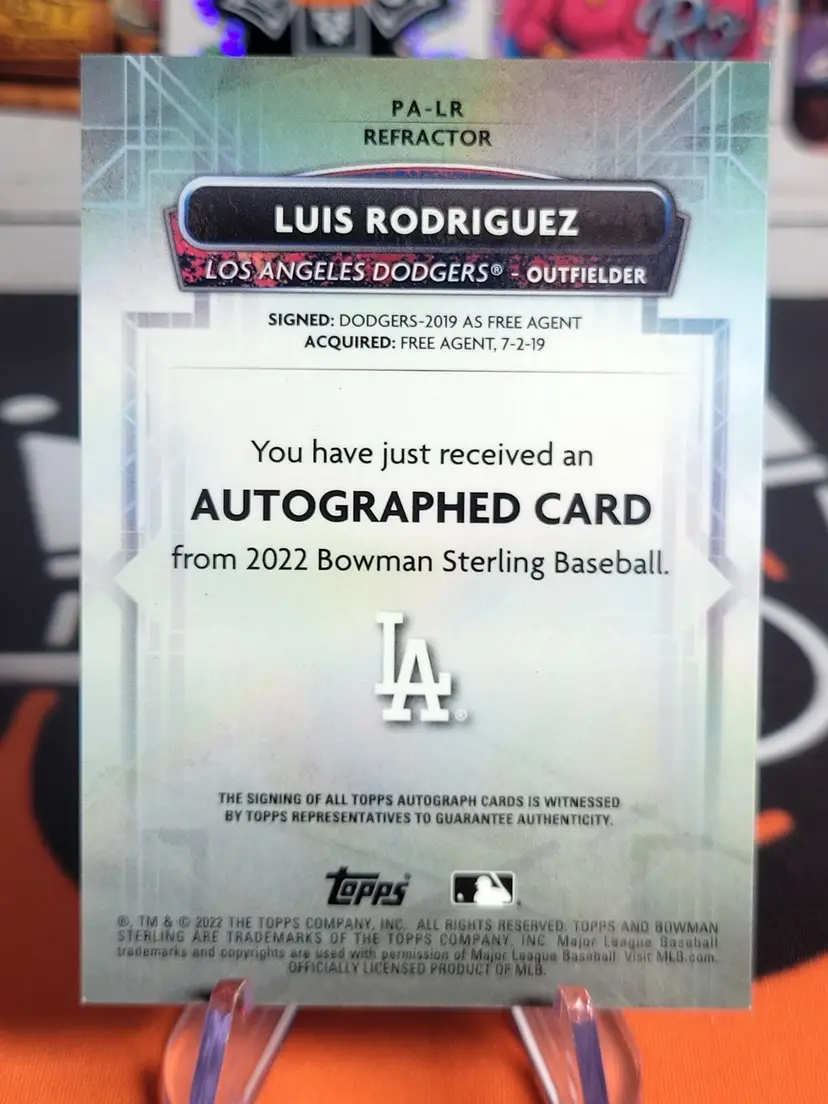 PA-LR
REFRACTOR
LUIS RODRIGUEZ
LOS ANGELES DODGERS® - OUTFIELDER
SIGNED: DODGERS-2019 AS FREE AGENT
ACQUIRED: FREE AGENT, 7-2-19
You have just received an
AUTOGRAPHED CARD
from 2022 Bowman Sterling Baseball.
LA®
THE SIGNING OF ALL TOPPS AUTOGRAPH CARDS IS WITNESSED
BY TOPPS REPRESENTATIVES TO GUARANTEE AUTHENTICITY.
Topps®
®, TM & © 2022 THE TOPPS COMPANY, INC. ALL RIGHTS RESERVED. TOPPS AND BOWMAN
STERLING ARE TRADEMARKS OF THE TOPPS COMPANY, INC. Major League Baseball
trademarks and copyrights are used with permission of Major League Baseball. Visit MLB.com.
OFFICIALLY LICENSED PRODUCT OF MLB.